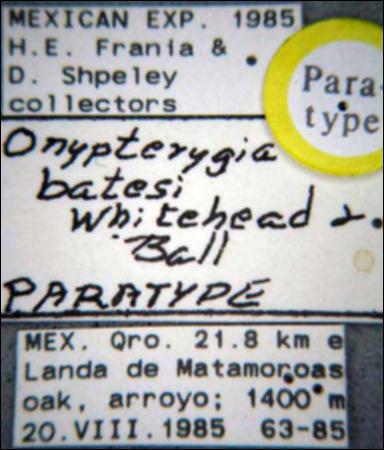 MEXICAN EXP. 1985
H.E. Frania &
D. Shpeley
collectors
Para-
type
Onypterygia
batesi
Whitehead &.
Ball
PARATYPE
MEX. Qro. 21.8 km e
Landa de Matamoroas
oak, arroyo; 1400 m
20.VIII.1985 63-85